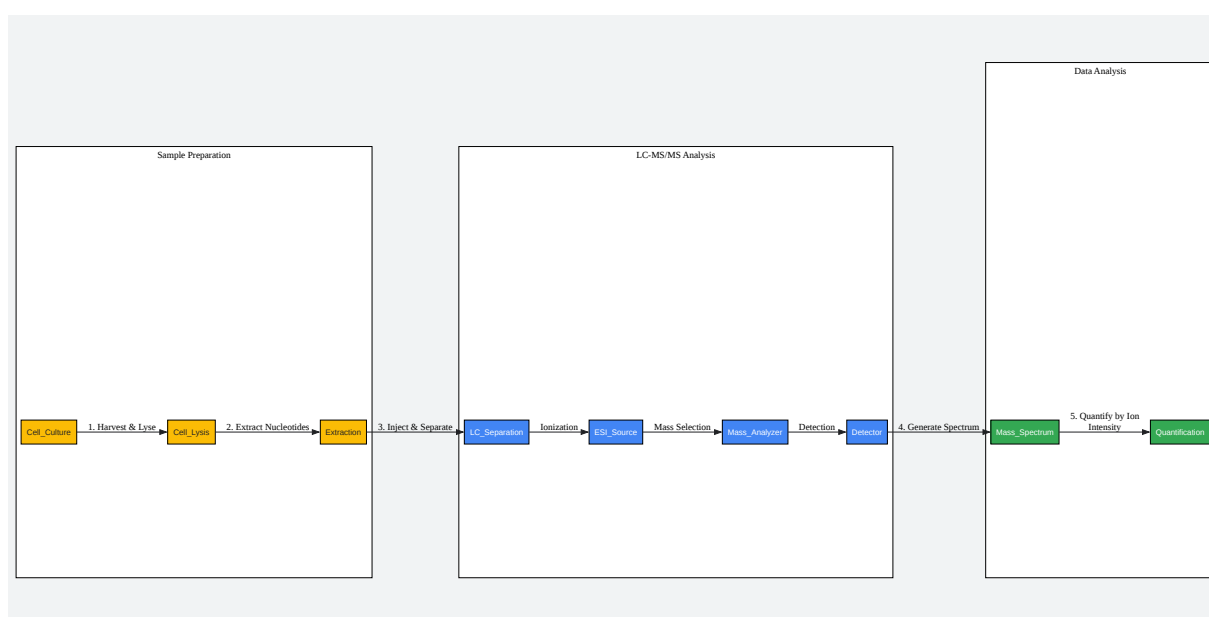 Data Analysis
Sample Preparation
LC-MS/MS Analysis
5. Quantify by Ion
Intensity
Cell_Culture
1. Harvest & Lyse
Cell_Lysis
2. Extract Nucleotides
Extraction
3. Inject & Separate
LC_Separation
Ionization
ESI_Source
Mass Selection
Mass_Analyzer
Detection
Detector
4. Generate Spectrum
Mass_Spectrum
Quantification